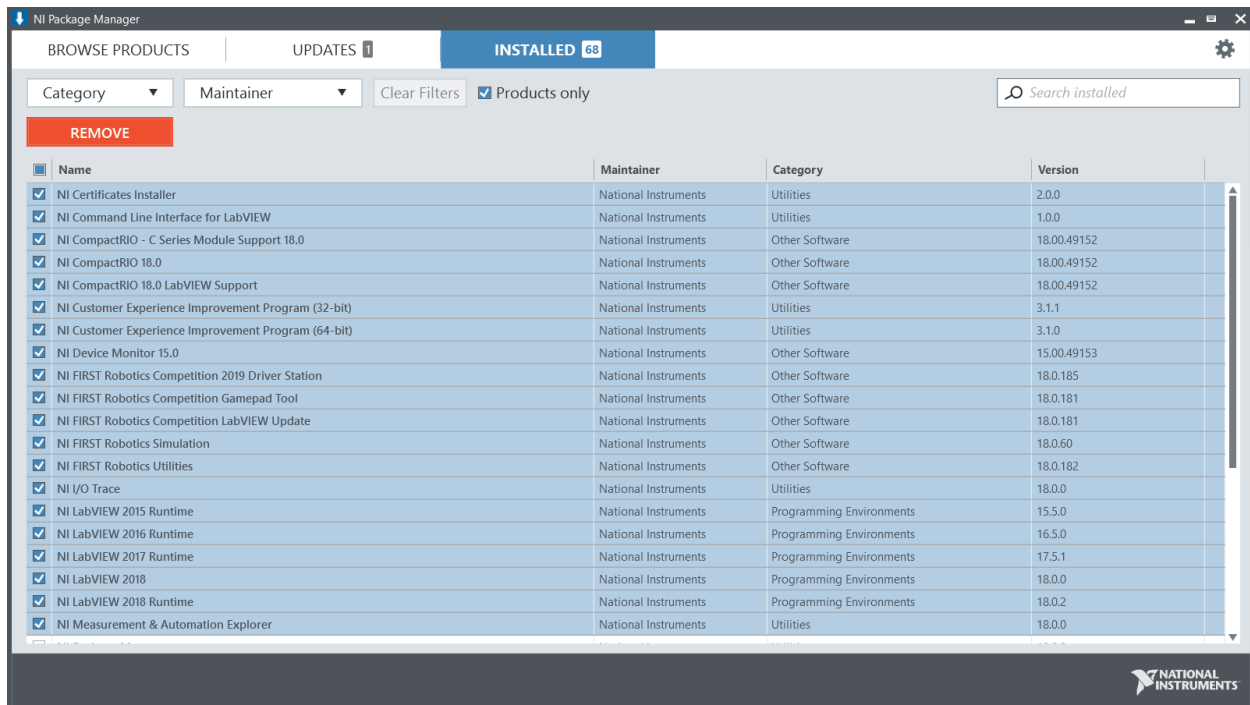 NI Package Manager
BROWSE PRODUCTS UPDATES 1 INSTALLED 68
Category Maintainer Clear Filters Products only Search installed
REMOVE
Name Maintainer Category Version
NI Certificates Installer National Instruments Utilities 2.0.0
NI Command Line Interface for LabVIEW National Instruments Utilities 1.0.0
NI CompactRIO - C Series Module Support 18.0 National Instruments Other Software 18.00.49152
NI CompactRIO 18.0 National Instruments Other Software 18.00.49152
NI CompactRIO 18.0 LabVIEW Support National Instruments Other Software 18.00.49152
NI Customer Experience Improvement Program (32-bit) National Instruments Utilities 3.1.1
NI Customer Experience Improvement Program (64-bit) National Instruments Utilities 3.1.0
NI Device Monitor 15.0 National Instruments Other Software 15.00.49153
NI FIRST Robotics Competition 2019 Driver Station National Instruments Other Software 18.0.185
NI FIRST Robotics Competition Gamepad Tool National Instruments Other Software 18.0.181
NI FIRST Robotics Competition LabVIEW Update National Instruments Other Software 18.0.181
NI FIRST Robotics Simulation National Instruments Other Software 18.0.60
NI FIRST Robotics Utilities National Instruments Other Software 18.0.182
NI I/O Trace National Instruments Utilities 18.0.0
NI LabVIEW 2015 Runtime National Instruments Programming Environments 15.5.0
NI LabVIEW 2016 Runtime National Instruments Programming Environments 16.5.0
NI LabVIEW 2017 Runtime National Instruments Programming Environments 17.5.1
NI LabVIEW 2018 National Instruments Programming Environments 18.0.0
NI LabVIEW 2018 Runtime National Instruments Programming Environments 18.0.2
NI Measurement & Automation Explorer National Instruments Utilities 18.0.0
NATIONAL
INSTRUMENTS